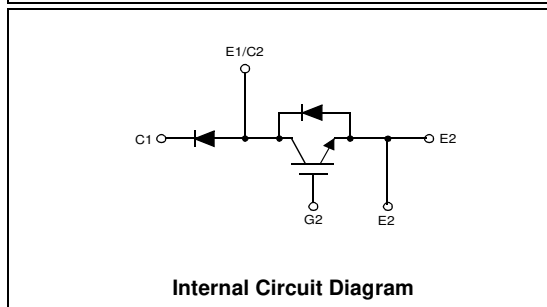 E1/C2
C1
E2
G2
E2
Internal Circuit Diagram